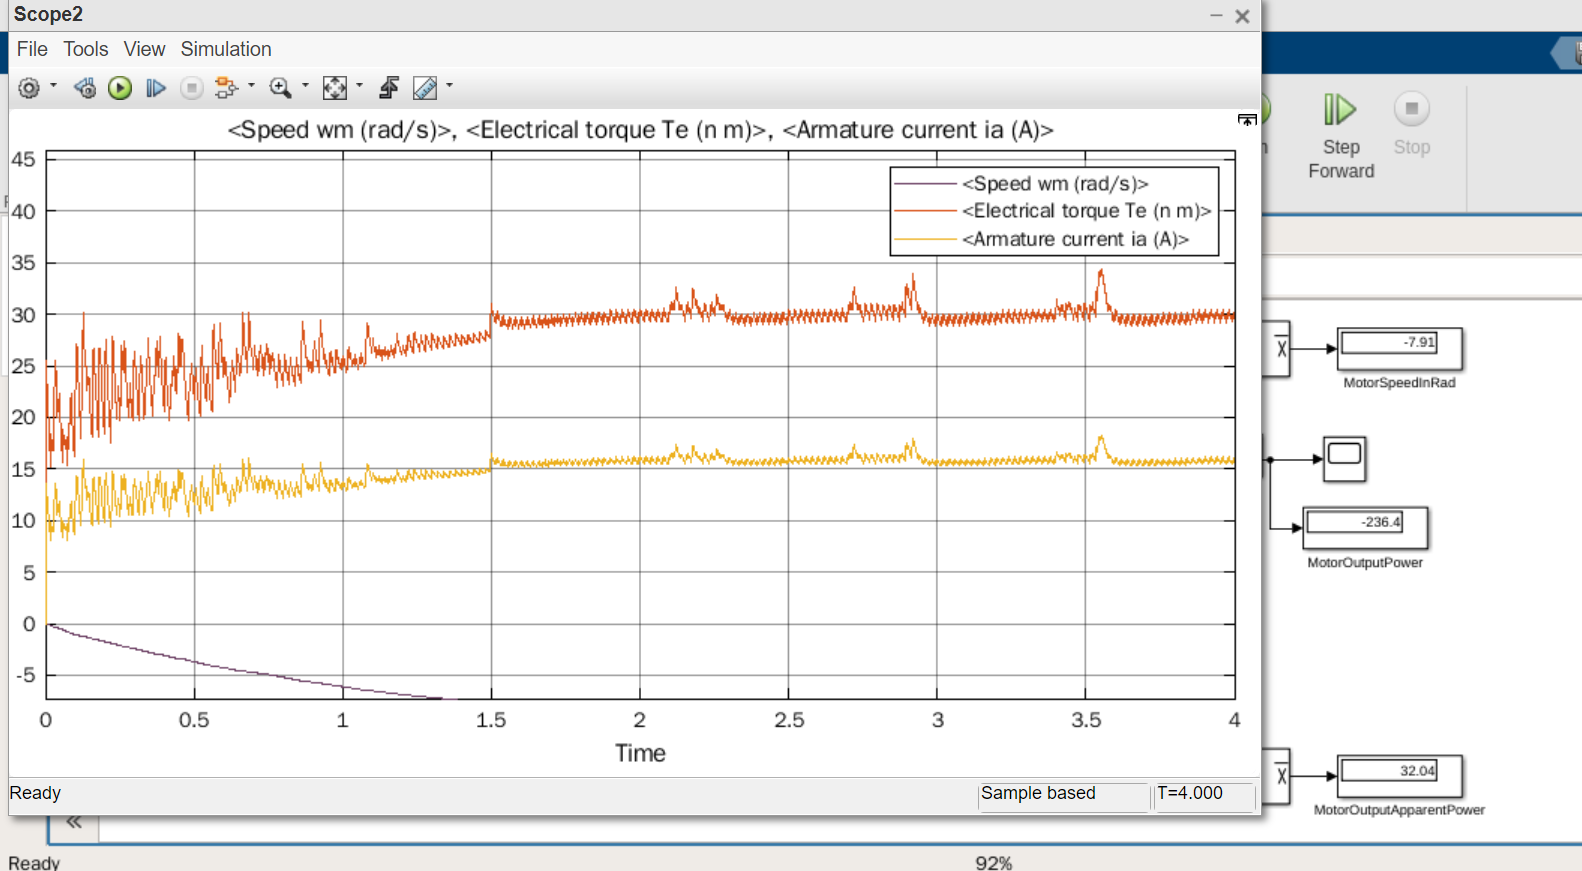 Scope2
File Tools View Simulation
<Speed wm (rad/s)>, <Electrical torque Te (n m)>, <Armature current ia (A)>
<Speed wm (rad/s)>
<Electrical torque Te (n m)>
<Armature current ia (A)>
45
40
35
30
25
20
15
10
5
0
-5
0 0.5 1 1.5 2 2.5 3 3.5 4
Time
Ready
Sample based
T=4.000
Step
Forward
Stop
X
-7.91
MotorSpeedInRad
-236.4
MotorOutputPower
X
32.04
MotorOutputApparentPower
Ready
92%